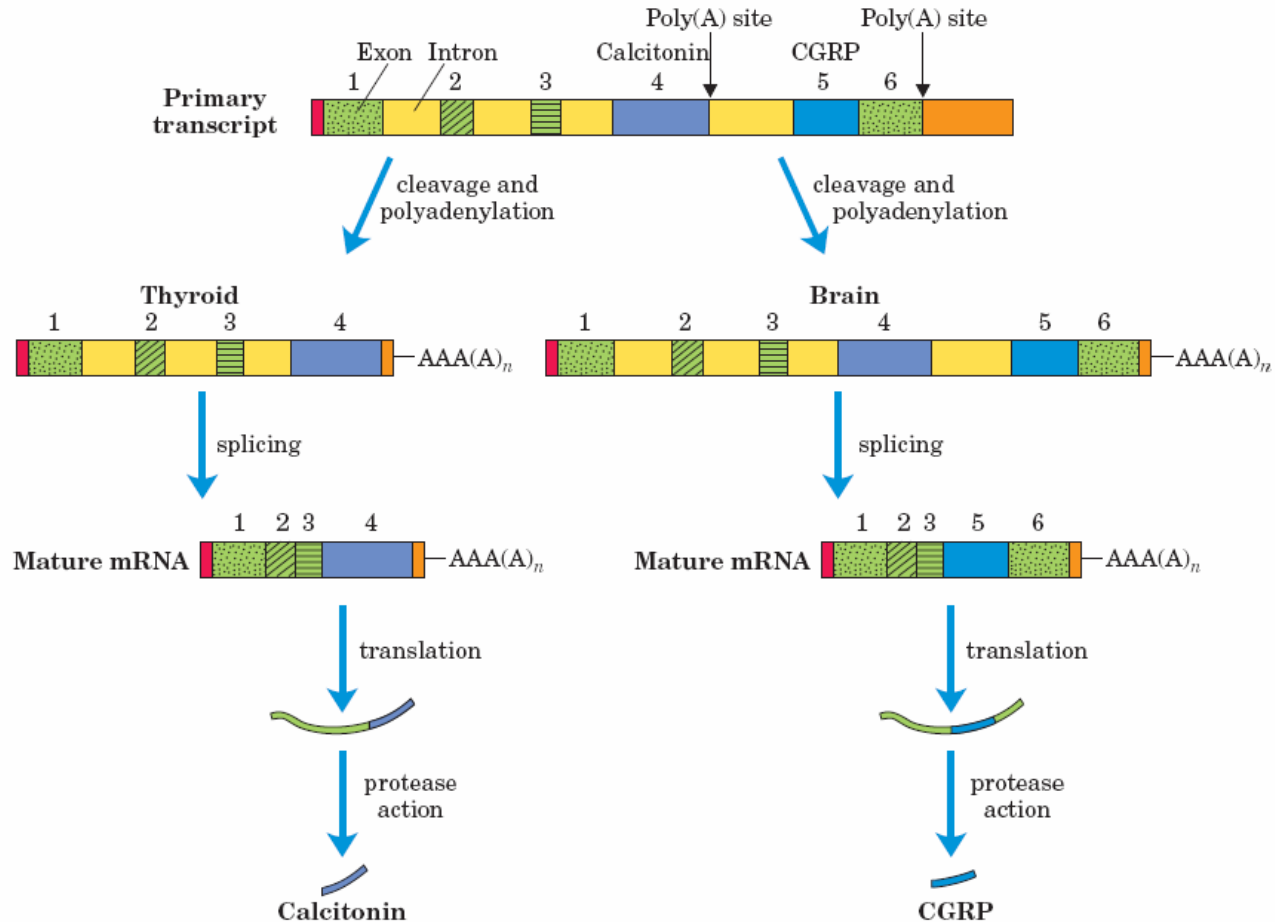 Poly(A) site Poly(A) site
Exon Intron Calcitonin CGRP
1 2 3 4 5 6
Primary
transcript
cleavage and
polyadenylation
cleavage and
polyadenylation
Thyroid
1 2 3 4
AAA(A)n
Brain
1 2 3 4 5 6
AAA(A)n
splicing
splicing
1 2 3 4
Mature mRNA AAA(A)n
1 2 3 5 6
Mature mRNA AAA(A)n
translation
translation
protease
action
protease
action
Calcitonin
CGRP